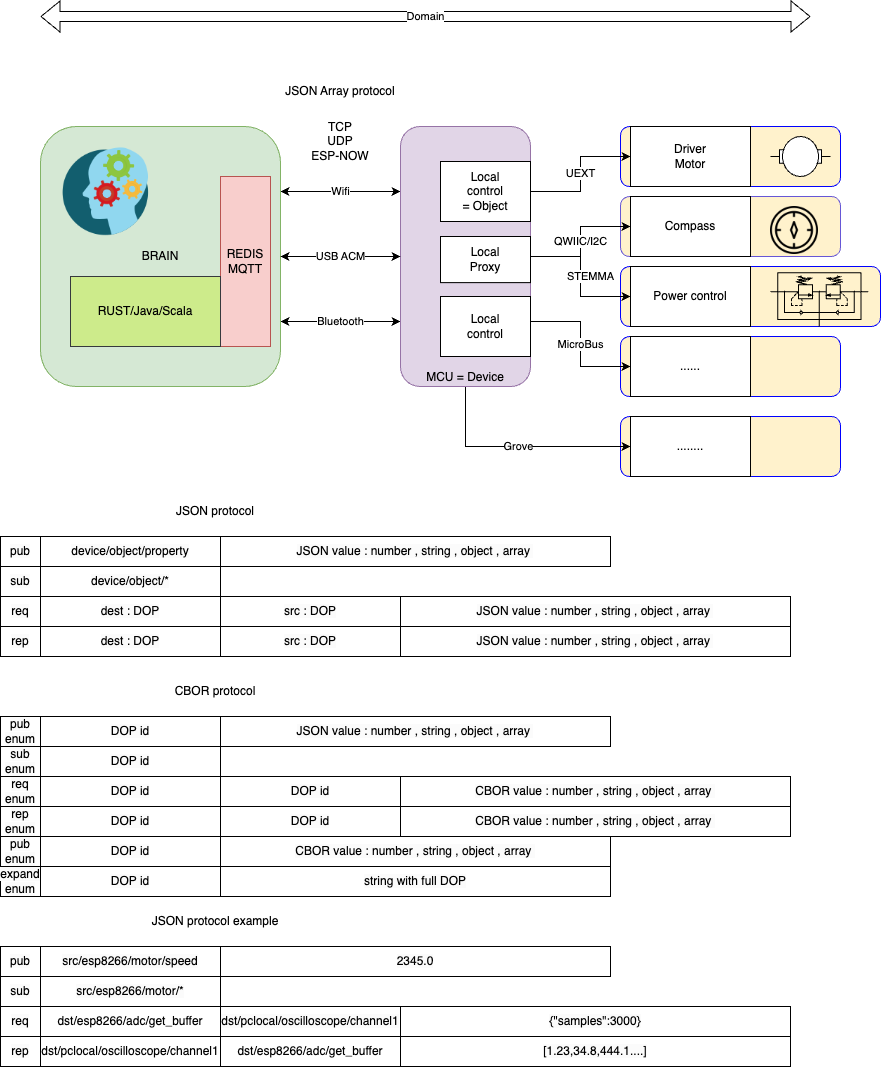 Domain
JSON Array protocol
TCP
UDP
ESP-NOW
Wifi
USB ACM
Bluetooth
BRAIN
REDIS
MQTT
RUST/Java/Scala
Local
control
= Object
Local
Proxy
Local
control
MCU = Device
UEXT
QWIIC/I2C
STEMMA
MicroBus
Grove
Driver
Motor
Compass
Power control
......
........
JSON protocol
pub device/object/property JSON value : number , string , object , array
sub device/object/*
req dest : DOP src : DOP JSON value : number , string , object , array
rep dest : DOP src : DOP JSON value : number , string , object , array
CBOR protocol
pub
enum DOP id JSON value : number , string , object , array
sub
enum DOP id
req
enum DOP id DOP id CBOR value : number , string , object , array
rep
enum DOP id DOP id CBOR value : number , string , object , array
pub
enum DOP id CBOR value : number , string , object , array
expand
enum DOP id string with full DOP
JSON protocol example
pub src/esp8266/motor/speed 2345.0
sub src/esp8266/motor/*
req dst/esp8266/adc/get_buffer dst/pclocal/oscilloscope/channel1 {"samples":3000}
rep dst/pclocal/oscilloscope/channel1 dst/esp8266/adc/get_buffer [1.23,34.8,444.1....]